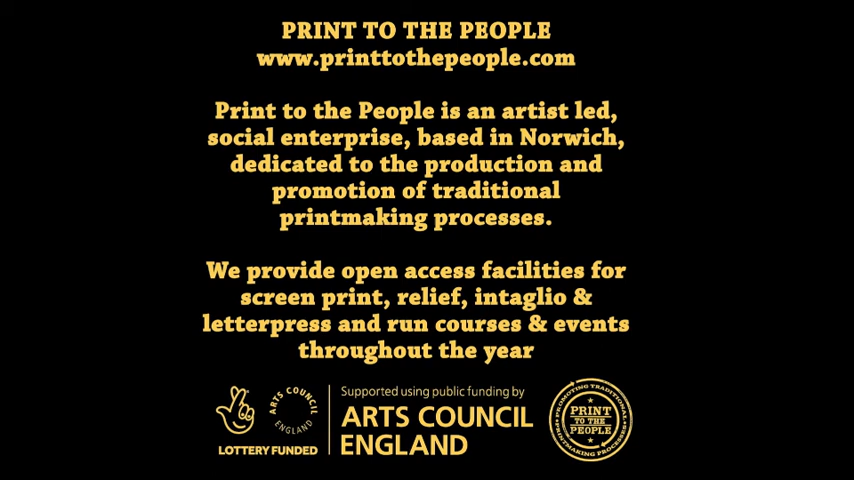 PRINT TO THE PEOPLE
www.printtothepeople.com
Print to the People is an artist led,
social enterprise, based in Norwich,
dedicated to the production and
promotion of traditional
printmaking processes.
We provide open access facilities for
screen print, relief, intaglio &
letterpress and run courses & events
throughout the year
LOTTERY FUNDED
ARTS COUNCIL
ENGLAND
Supported using public funding by
ARTS COUNCIL
ENGLAND
PROMOTING TRADITIONAL
PRINT
TO THE
PEOPLE
PRINTMAKING PROCESSES